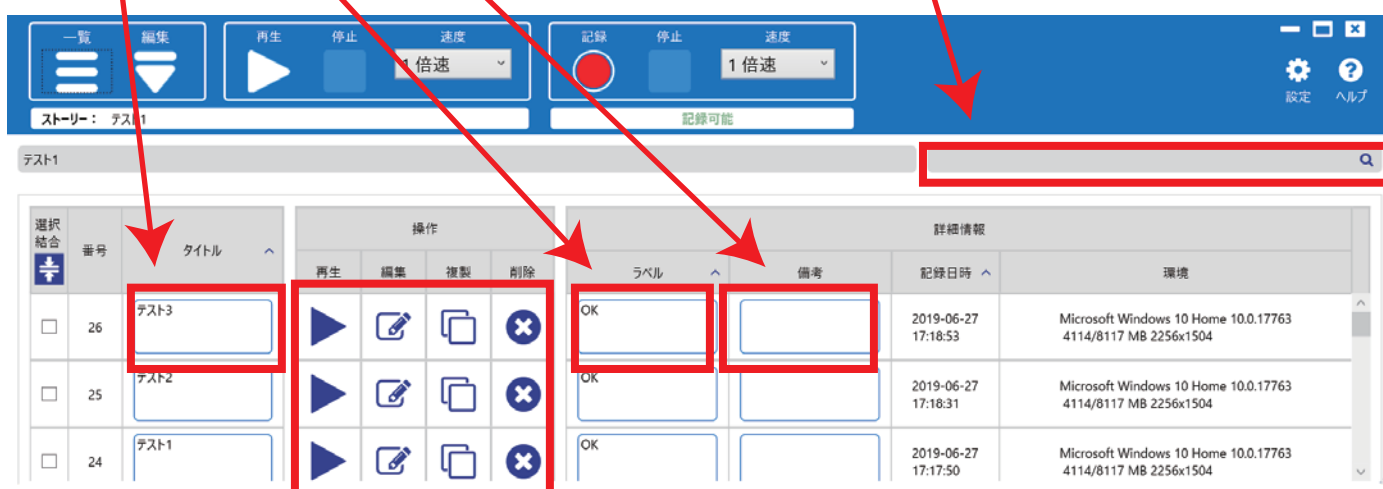 一覧 編集 再生 停止 速度 記録 停止 速度
1 倍速 1 倍速
設定 ヘルプ
ストーリー： テスト1 記録可能
テスト1
選択結合 番号 タイトル 操作 詳細情報
再生 編集 複製 削除 ラベル 備考 記録日時 環境
26 テスト3 OK 2019-06-27 Microsoft Windows 10 Home 10.0.17763
17:18:53 4114/8117 MB 2256x1504
25 テスト2 OK 2019-06-27 Microsoft Windows 10 Home 10.0.17763
17:18:31 4114/8117 MB 2256x1504
24 テスト1 OK 2019-06-27 Microsoft Windows 10 Home 10.0.17763
17:17:50 4114/8117 MB 2256x1504